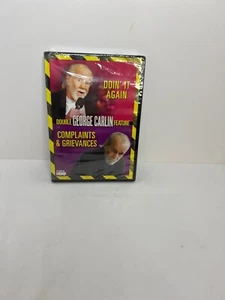 DOIN' IT
AGAIN
DOUBLE GEORGE CARLIN FEATURE
COMPLAINTS
& GRIEVANCES